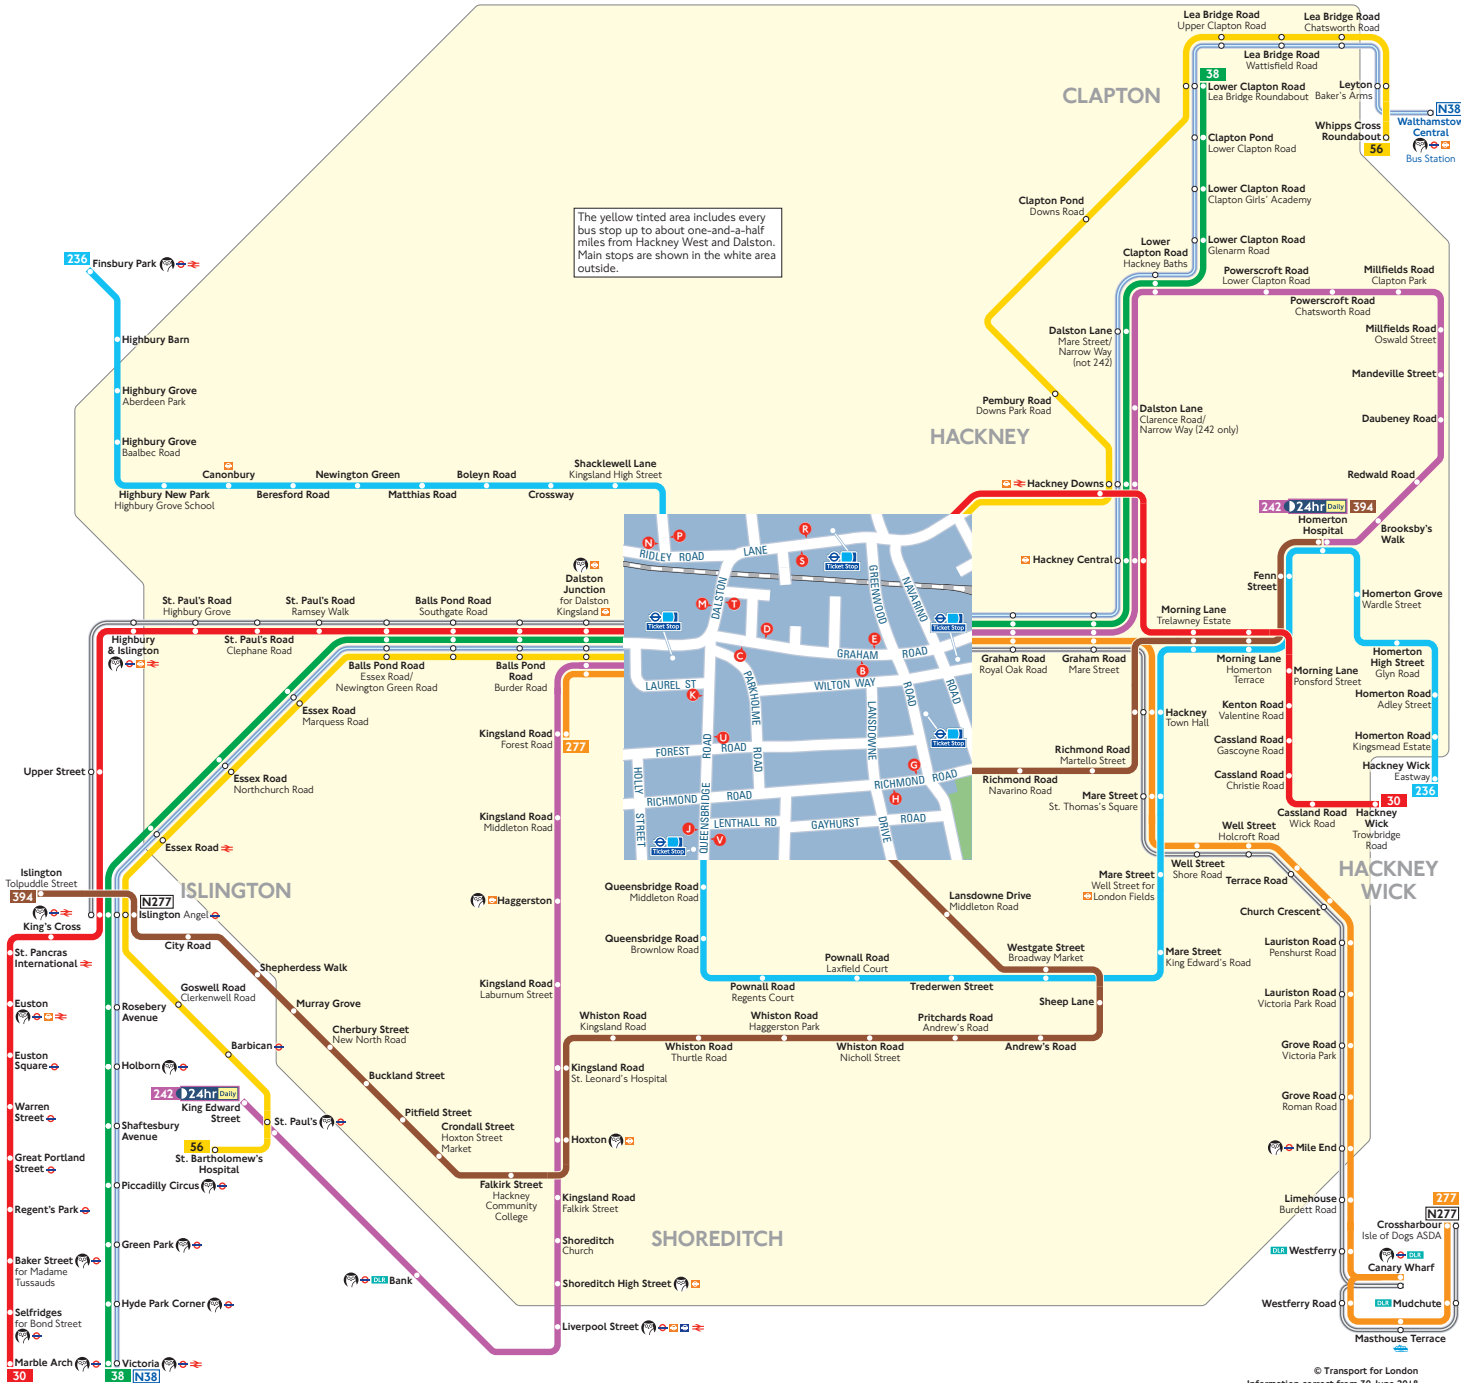 Lea Bridge Road
Upper Clapton Road
Lea Bridge Road
Chatsworth Road
Lea Bridge Road
Wattisfield Road
38
Lower Clapton Road
Lea Bridge Roundabout
Leyton
Baker's Arms
N38
Walthamstow
Central
Bus Station
Whipps Cross
Roundabout
56
CLAPTON
Clapton Pond
Lower Clapton Road
Lower Clapton Road
Clapton Girls' Academy
Clapton Pond
Downs Road
The yellow tinted area includes every
bus stop up to about one-and-a-half
miles from Hackney West and Dalston.
Main stops are shown in the white area
outside.
Lower
Clapton Road
Hackney Baths
Lower Clapton Road
Glenarm Road
236
Finsbury Park
Powerscroft Road
Lower Clapton Road
Millfields Road
Clapton Park
Powerscroft Road
Chatsworth Road
Highbury Barn
Dalston Lane
Mare Street/
Narrow Way
(not 242)
Millfields Road
Oswald Street
Mandeville Street
Highbury Grove
Aberdeen Park
Pembury Road
Downs Park Road
Dalston Lane
Clarence Road/
Narrow Way (242 only)
Daubeney Road
HACKNEY
Highbury Grove
Baalbec Road
Canonbury
Newington Green
Boleyn Road
Shacklewell Lane
Kingsland High Street
Highbury New Park
Highbury Grove School
Beresford Road
Matthias Road
Crossway
Hackney Downs
Redwald Road
242
24hr
Daily
394
Homerton
Hospital
Brooksby's
Walk
N
P
R
S
RIDLEY ROAD
LANE
Ticket Stop
GREENWOOD
NAVARINO
DALSTON
M
T
D
E
C
B
K
Ticket Stop
Ticket Stop
GRAHAM
ROAD
LAUREL ST
PARKHOLME
WILTON WAY
ROAD
ROAD
LANSDOWNE
U
FOREST
ROAD
ROAD
ROAD
Ticket Stop
HOLLY
STREET
RICHMOND
ROAD
G
RICHMOND ROAD
H
QUEENSBRIDGE
J
V
LENTHALL RD
GAYHURST
ROAD
DRIVE
Ticket Stop
Hackney Central
Fenn
Street
Homerton Grove
Wardle Street
Dalston
Junction
for Dalston
Kingsland
St. Paul's Road
Highbury Grove
St. Paul's Road
Ramsey Walk
Balls Pond Road
Southgate Road
Morning Lane
Trelawney Estate
Highbury
& Islington
St. Paul's Road
Clephane Road
Balls Pond Road
Essex Road/
Newington Green Road
Balls Pond
Road
Burder Road
Graham Road
Royal Oak Road
Graham Road
Mare Street
Morning Lane
Homerton
Terrace
Morning Lane
Ponsford Street
Homerton
High Street
Glyn Road
Homerton Road
Adley Street
Essex Road
Marquess Road
Kingsland Road
Forest Road
277
Hackney
Town Hall
Kenton Road
Valentine Road
Homerton Road
Kingsmead Estate
Cassland Road
Gascoyne Road
Richmond Road
Martello Street
Hackney Wick
Eastway
236
Upper Street
Essex Road
Northchurch Road
Richmond Road
Navarino Road
Cassland Road
Christie Road
Mare Street
St. Thomas's Square
30
Cassland Road
Wick Road
Hackney
Wick
Trowbridge
Road
Kingsland Road
Middleton Road
Well Street
Holcroft Road
Essex Road
Well Street
Shore Road
HACKNEY
WICK
Islington
Tolpuddle Street
394
ISLINGTON
N277
Queensbridge Road
Middleton Road
Mare Street
Well Street for
London Fields
Terrace Road
Haggerston
Lansdowne Drive
Middleton Road
Church Crescent
Islington Angel
King's Cross
City Road
Queensbridge Road
Brownlow Road
Westgate Street
Broadway Market
Lauriston Road
Penshurst Road
St. Pancras
International
Pownall Road
Laxfield Court
Mare Street
King Edward's Road
Shepherdess Walk
Goswell Road
Clerkenwell Road
Kingsland Road
Laburnum Street
Pownall Road
Regents Court
Trederwen Street
Sheep Lane
Lauriston Road
Victoria Park Road
Euston
Rosebery
Avenue
Murray Grove
Whiston Road
Kingsland Road
Whiston Road
Haggerston Park
Pritchards Road
Andrew's Road
Cherbury Street
New North Road
Barbican
Whiston Road
Thurtle Road
Whiston Road
Nicholl Street
Andrew's Road
Grove Road
Victoria Park
Euston
Square
Holborn
Buckland Street
Kingsland Road
St. Leonard's Hospital
242
24hr
Daily
King Edward
Street
Grove Road
Roman Road
Warren
Street
Shaftesbury
Avenue
St. Paul's
Pitfield Street
Crondall Street
Hoxton Street
Market
Hoxton
Mile End
56
St. Bartholomew's
Hospital
Great Portland
Street
Piccadilly Circus
Falkirk Street
Hackney
Community
College
Kingsland Road
Falkirk Street
Limehouse
Burdett Road
277
N277
Crossharbour
Isle of Dogs ASDA
Regent's Park
Green Park
Shoreditch
Church
SHOREDITCH
DLR Westferry
DLR
Canary Wharf
Baker Street
for Madame
Tussauds
DLR Bank
Shoreditch High Street
Hyde Park Corner
Westferry Road
DLR Mudchute
Selfridges
for Bond Street
Liverpool Street
Masthouse Terrace
Marble Arch
Victoria
30
38
N38
© Transport for London
Information correct from 30 June 2018